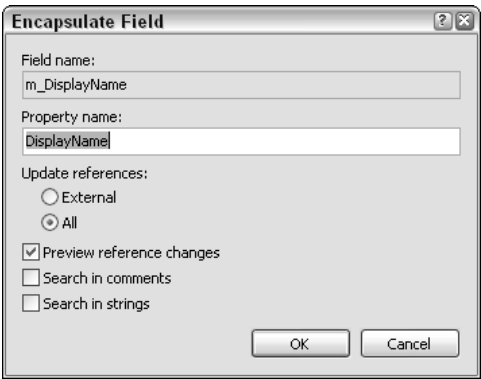 Encapsulate Field
Field name:
m_DisplayName
Property name:
DisplayName
Update references:
External
All
Preview reference changes
Search in comments
Search in strings
OK Cancel